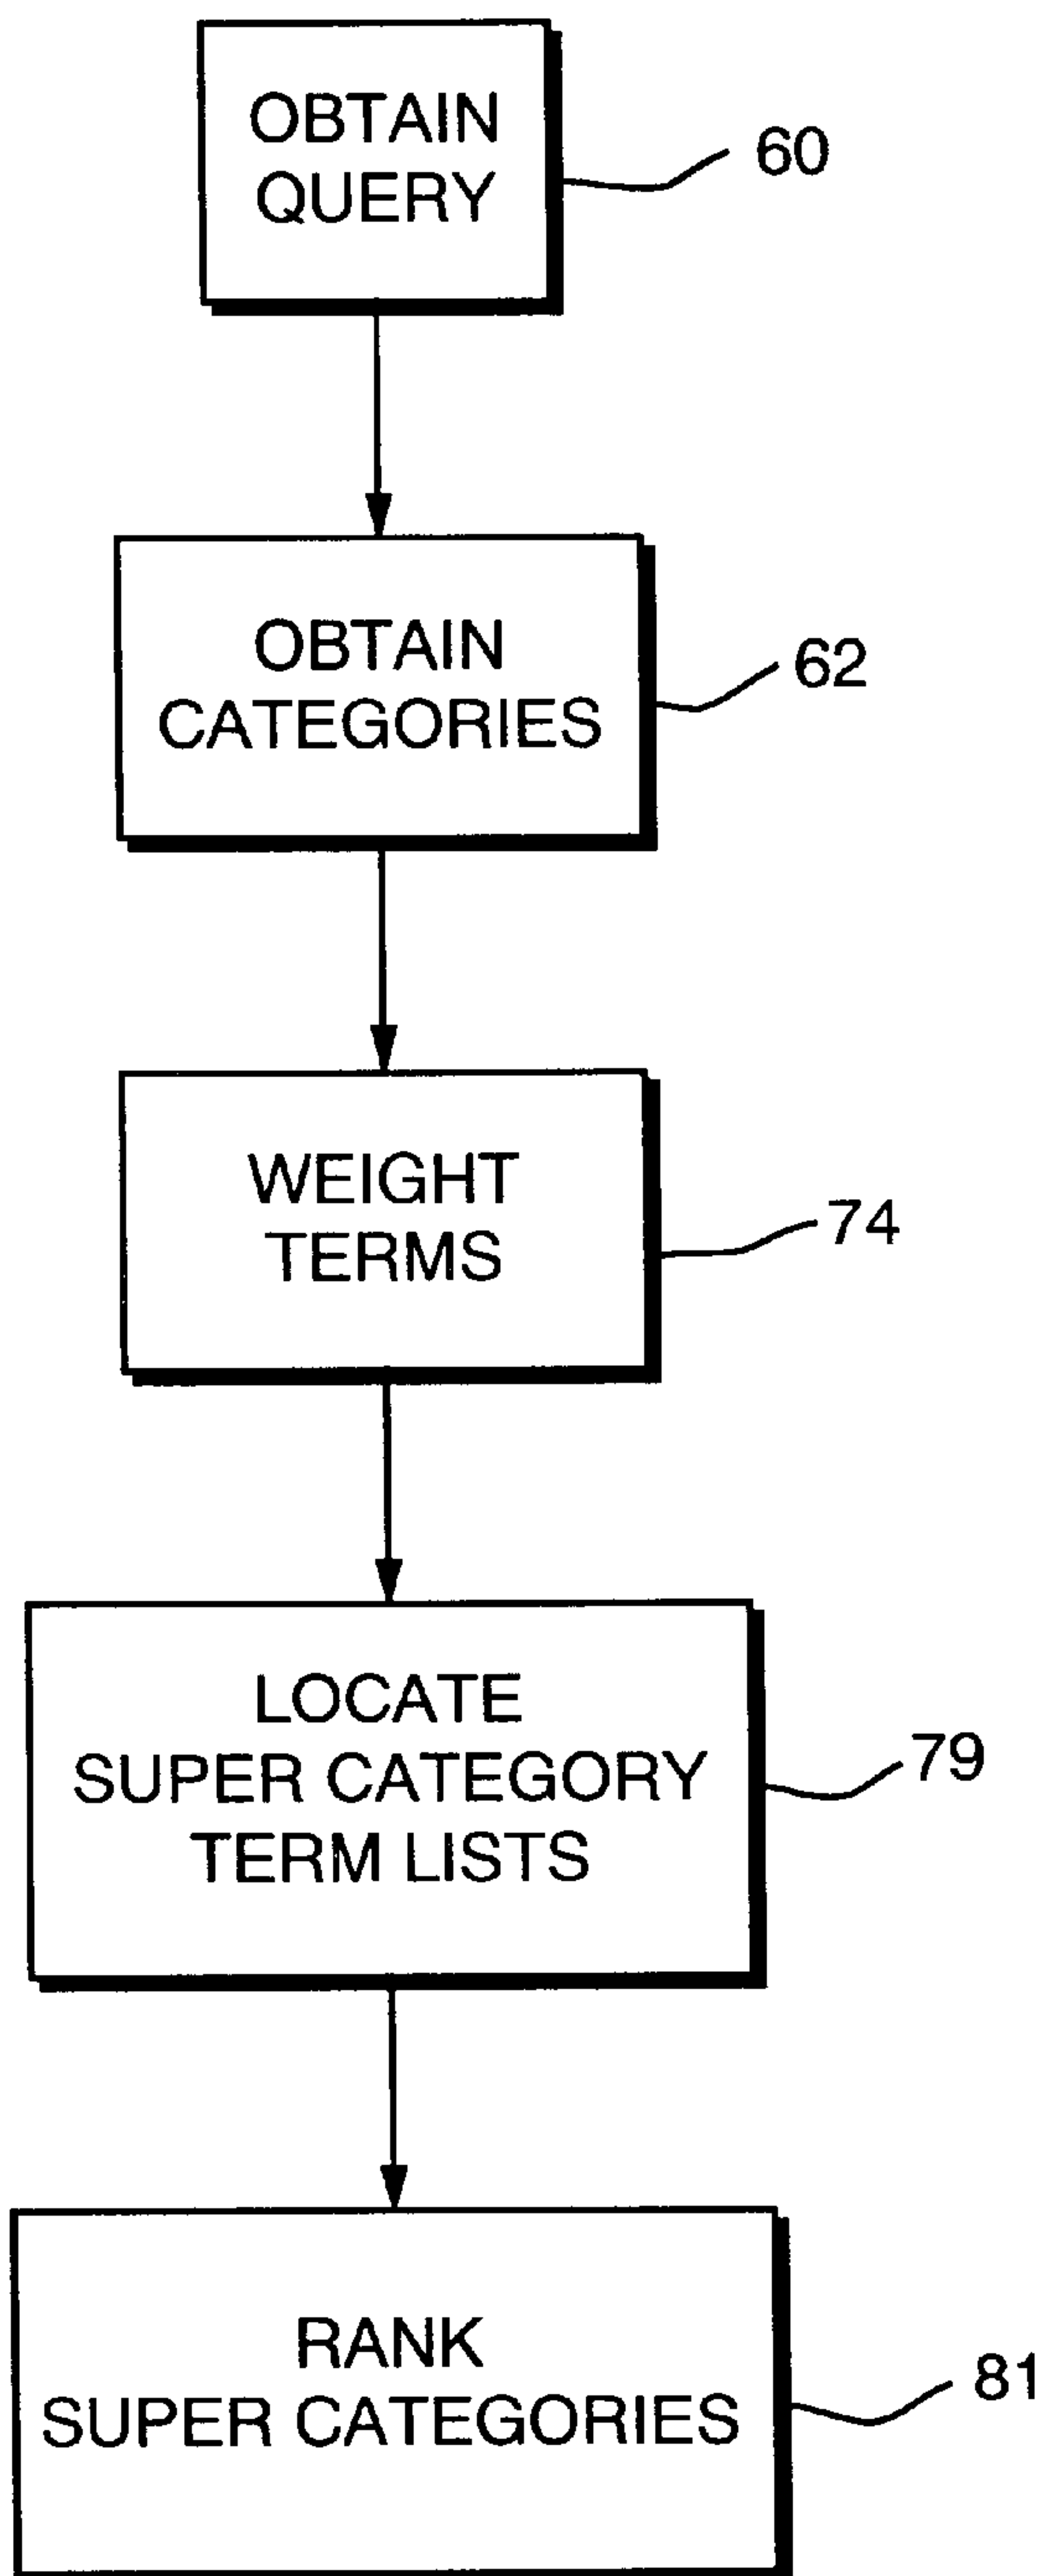 OBTAIN
QUERY
60
OBTAIN
CATEGORIES
62
WEIGHT
TERMS
74
LOCATE
SUPER CATEGORY
TERM LISTS
79
RANK
SUPER CATEGORIES
81